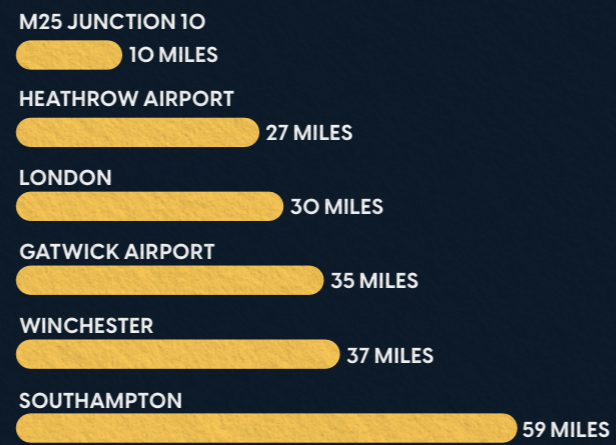 M25 JUNCTION 10
10 MILES
HEATHROW AIRPORT
27 MILES
LONDON
30 MILES
GATWICK AIRPORT
35 MILES
WINCHESTER
37 MILES
SOUTHAMPTON
59 MILES